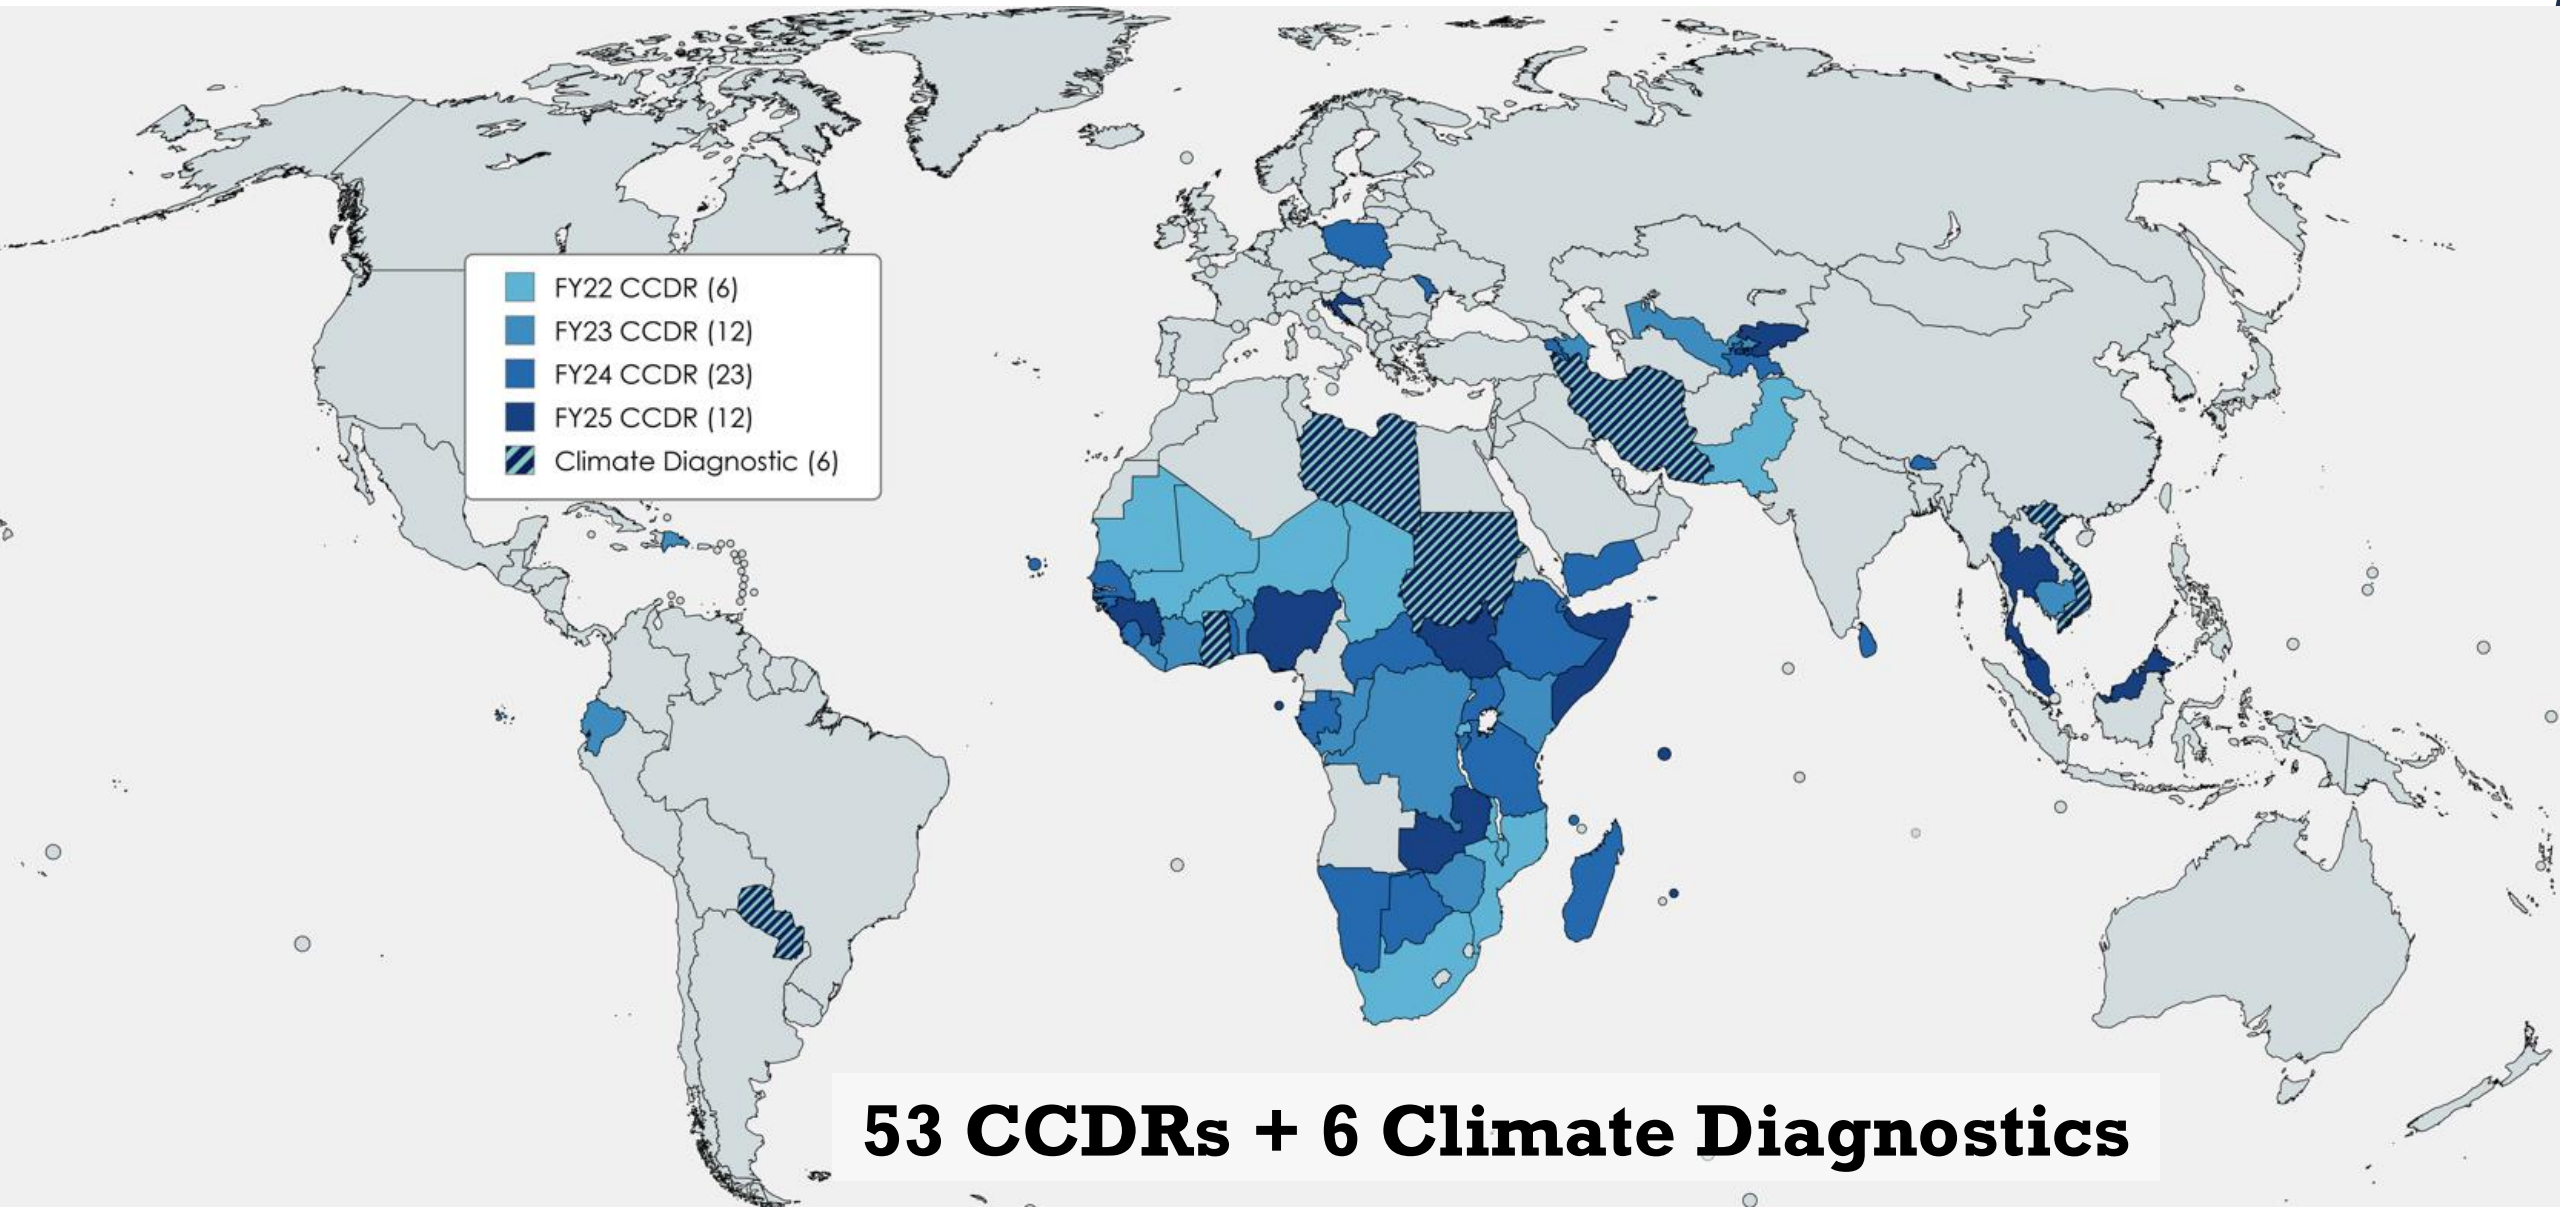 FY22 CCDR (6)
FY23 CCDR (12)
FY24 CCDR (23)
FY25 CCDR (12)
Climate Diagnostic (6)
53 CCDRs + 6 Climate Diagnostics